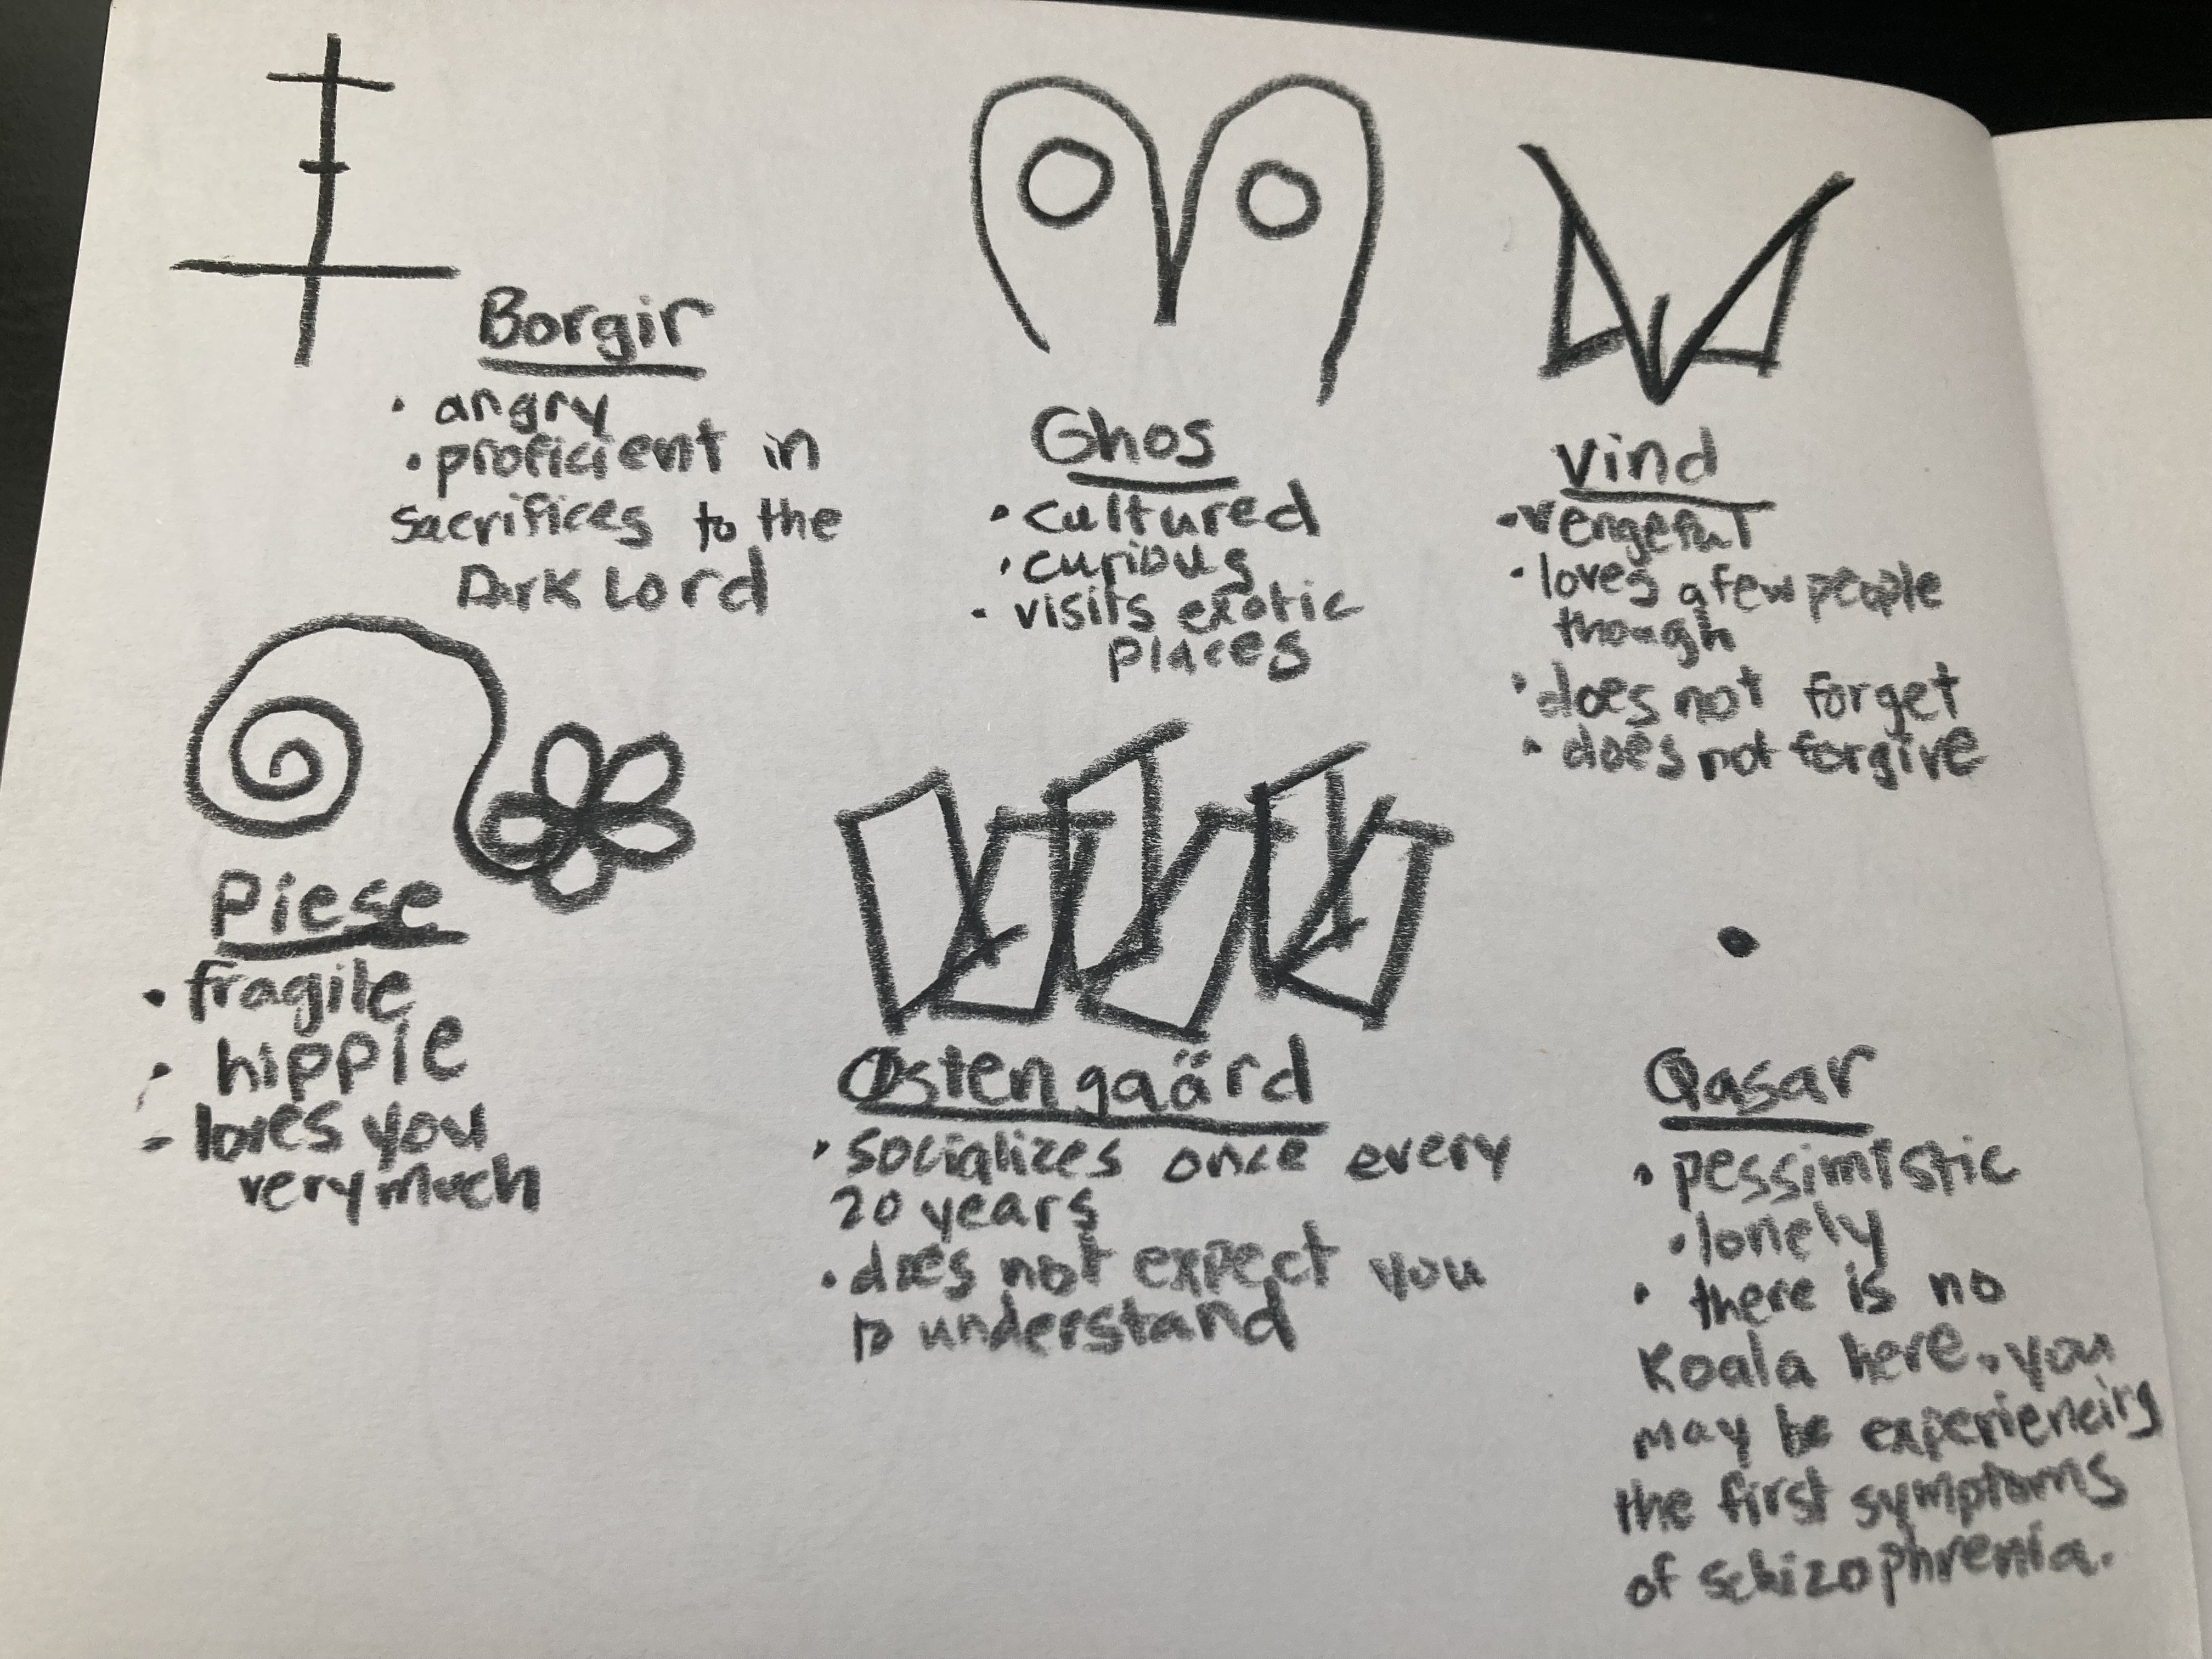 Borgir
• angry
• proficient in
sacrifices to the
Dark Lord
Ghos
• cultured
• curious
• visits exotic
places
Vind
• vengeful
• loves a few people
though
• does not forget
• does not forgive
Piese
• fragile
• hippie
• loves you
very much
Ostengaärd
• socializes once every
20 years
• does not expect you
to understand
Qasar
• pessimistic
• lonely
• there is no
Koala here. You
may be experiencing
the first symptoms
of schizophrenia.